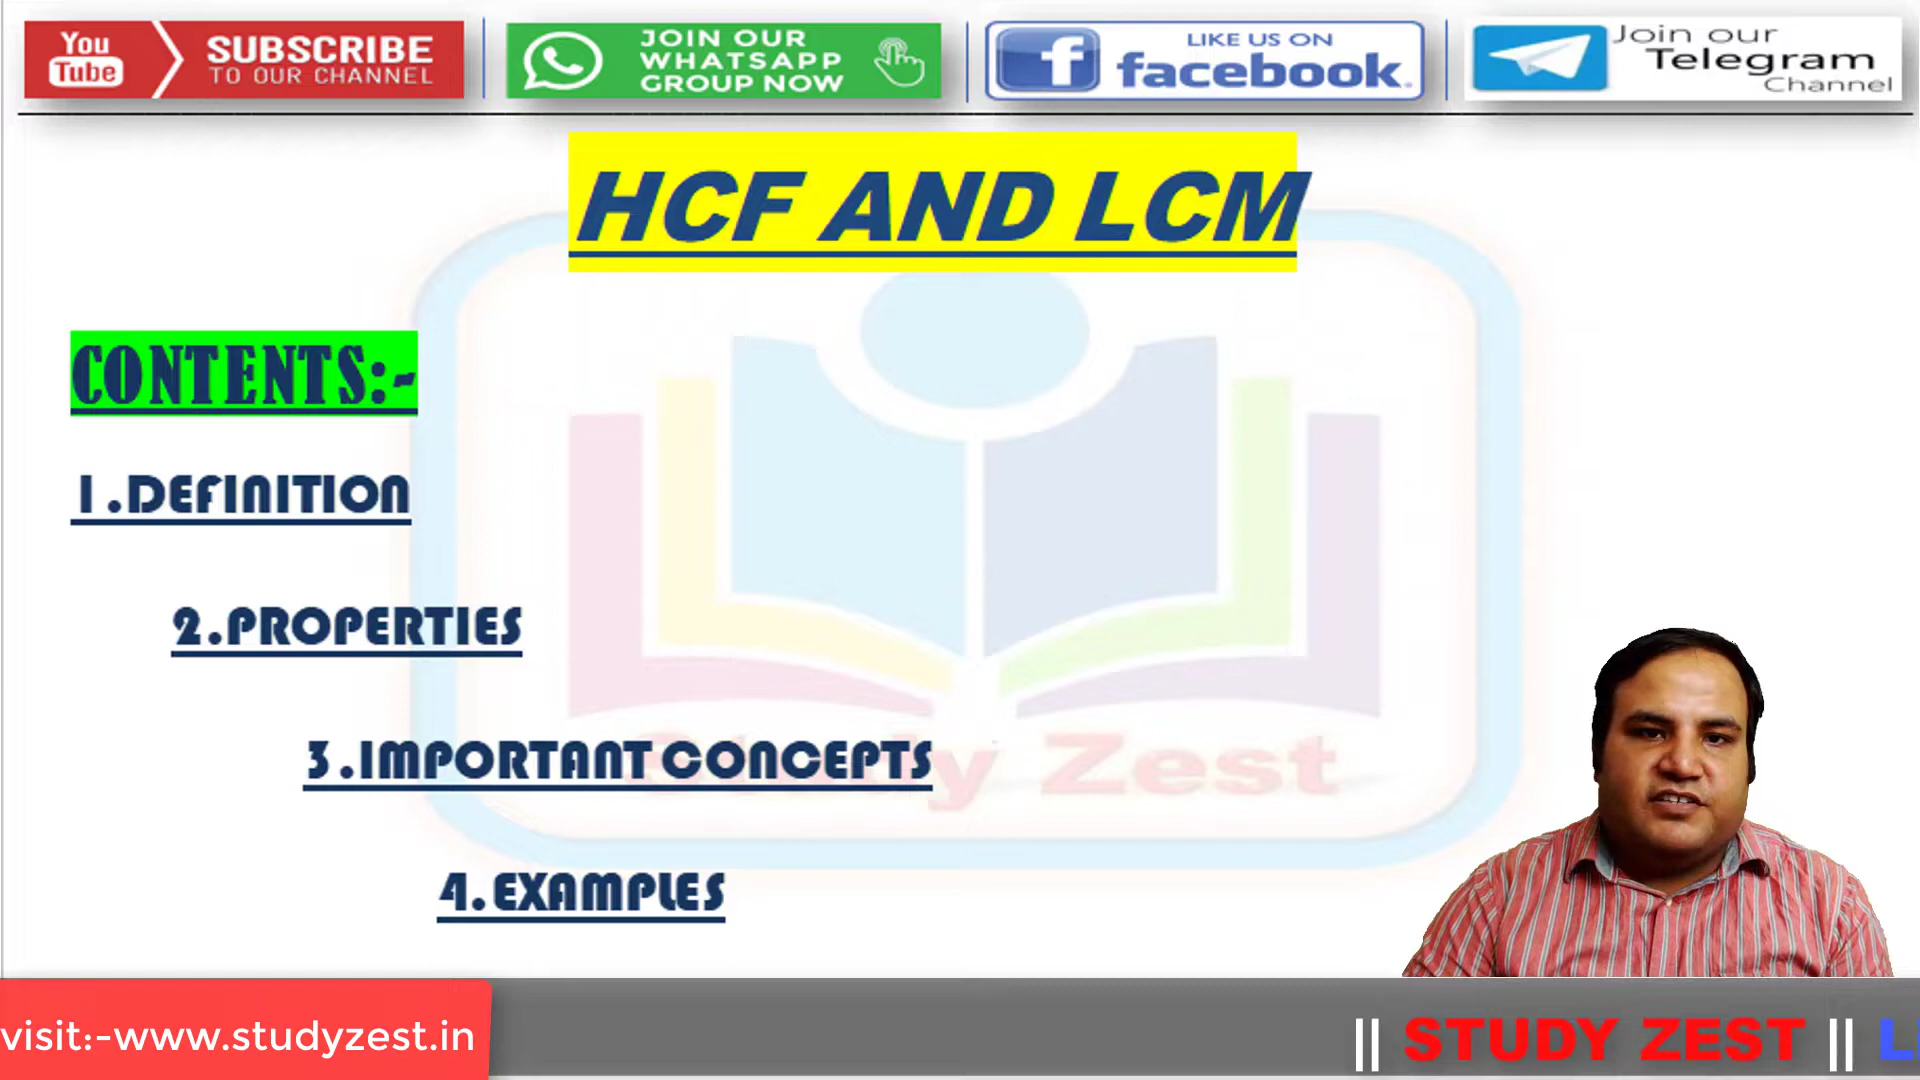 You
Tube
SUBSCRIBE
TO OUR CHANNEL
JOIN OUR
WHATSAPP
GROUP NOW
f
LIKE US ON
facebook.
Join our
Telegram
Channel
HCF AND LCM
CONTENTS:-
1.DEFINITION
2.PROPERTIES
3.IMPORTANT CONCEPTS
4.EXAMPLES
Study Zest
visit:-www.studyzest.in
|| STUDY ZEST ||